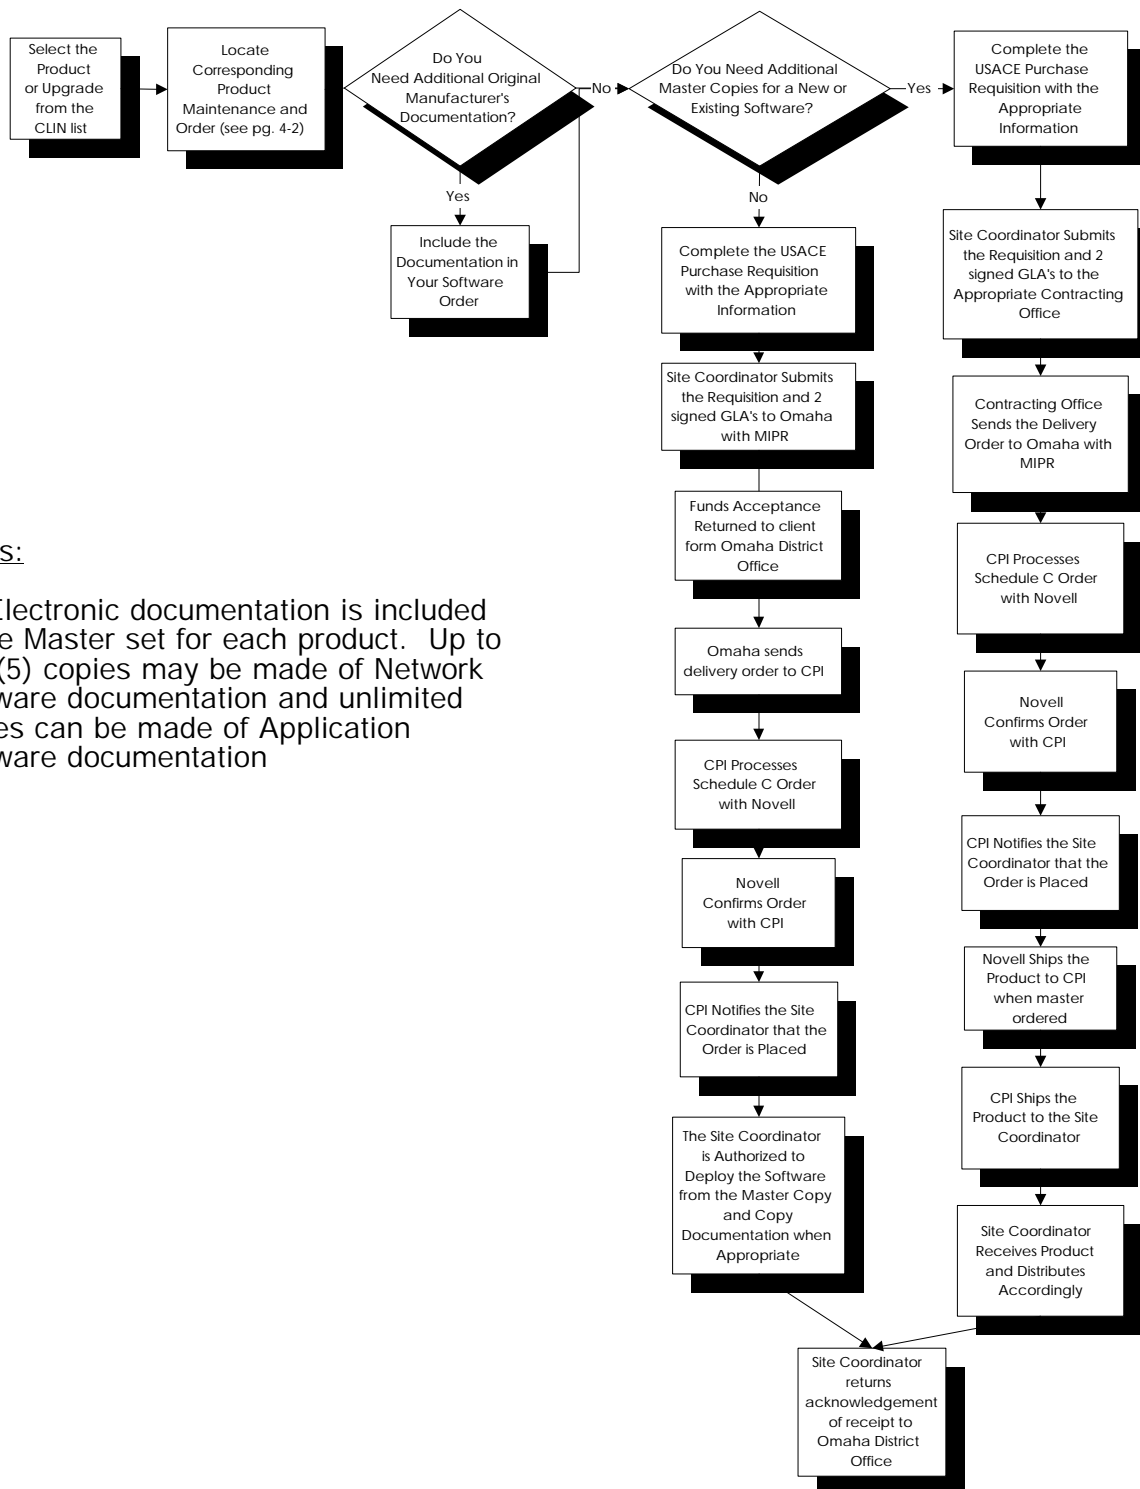 Select the
Product
or Upgrade
from the
CLIN list
Locate
Corresponding
Product
Maintenance and
Order (see pg. 4-2)
Do You
Need Additional Original
Manufacturer's
Documentation?
No
Do You Need Additional
Master Copies for a New or
Existing Software?
Yes
Complete the
USACE Purchase
Requisition with the
Appropriate
Information
Yes
Include the
Documentation in
Your Software
Order
No
Complete the USACE
Purchase Requisition
with the Appropriate
Information
Site Coordinator Submits
the Requisition and 2
signed GLA's to Omaha
with MIPR
Funds Acceptance
Returned to client
form Omaha District
Office
Omaha sends
delivery order to CPI
CPI Processes
Schedule C Order
with Novell
Novell
Confirms Order
with CPI
CPI Notifies the Site
Coordinator that the
Order is Placed
The Site Coordinator
is Authorized to
Deploy the Software
from the Master Copy
and Copy
Documentation when
Appropriate
Site Coordinator Submits
the Requisition and 2
signed GLA's to the
Appropriate Contracting
Office
Contracting Office
Sends the Delivery
Order to Omaha with
MIPR
CPI Processes
Schedule C Order
with Novell
Novell
Confirms Order
with CPI
CPI Notifies the Site
Coordinator that the
Order is Placed
Novell Ships the
Product to CPI
when master
ordered
CPI Ships the
Product to the Site
Coordinator
Site Coordinator
Receives Product
and Distributes
Accordingly
Site Coordinator
returns
acknowledgement
of receipt to
Omaha District
Office
s:
Electronic documentation is included
e Master set for each product. Up to
(5) copies may be made of Network
ware documentation and unlimited
es can be made of Application
ware documentation